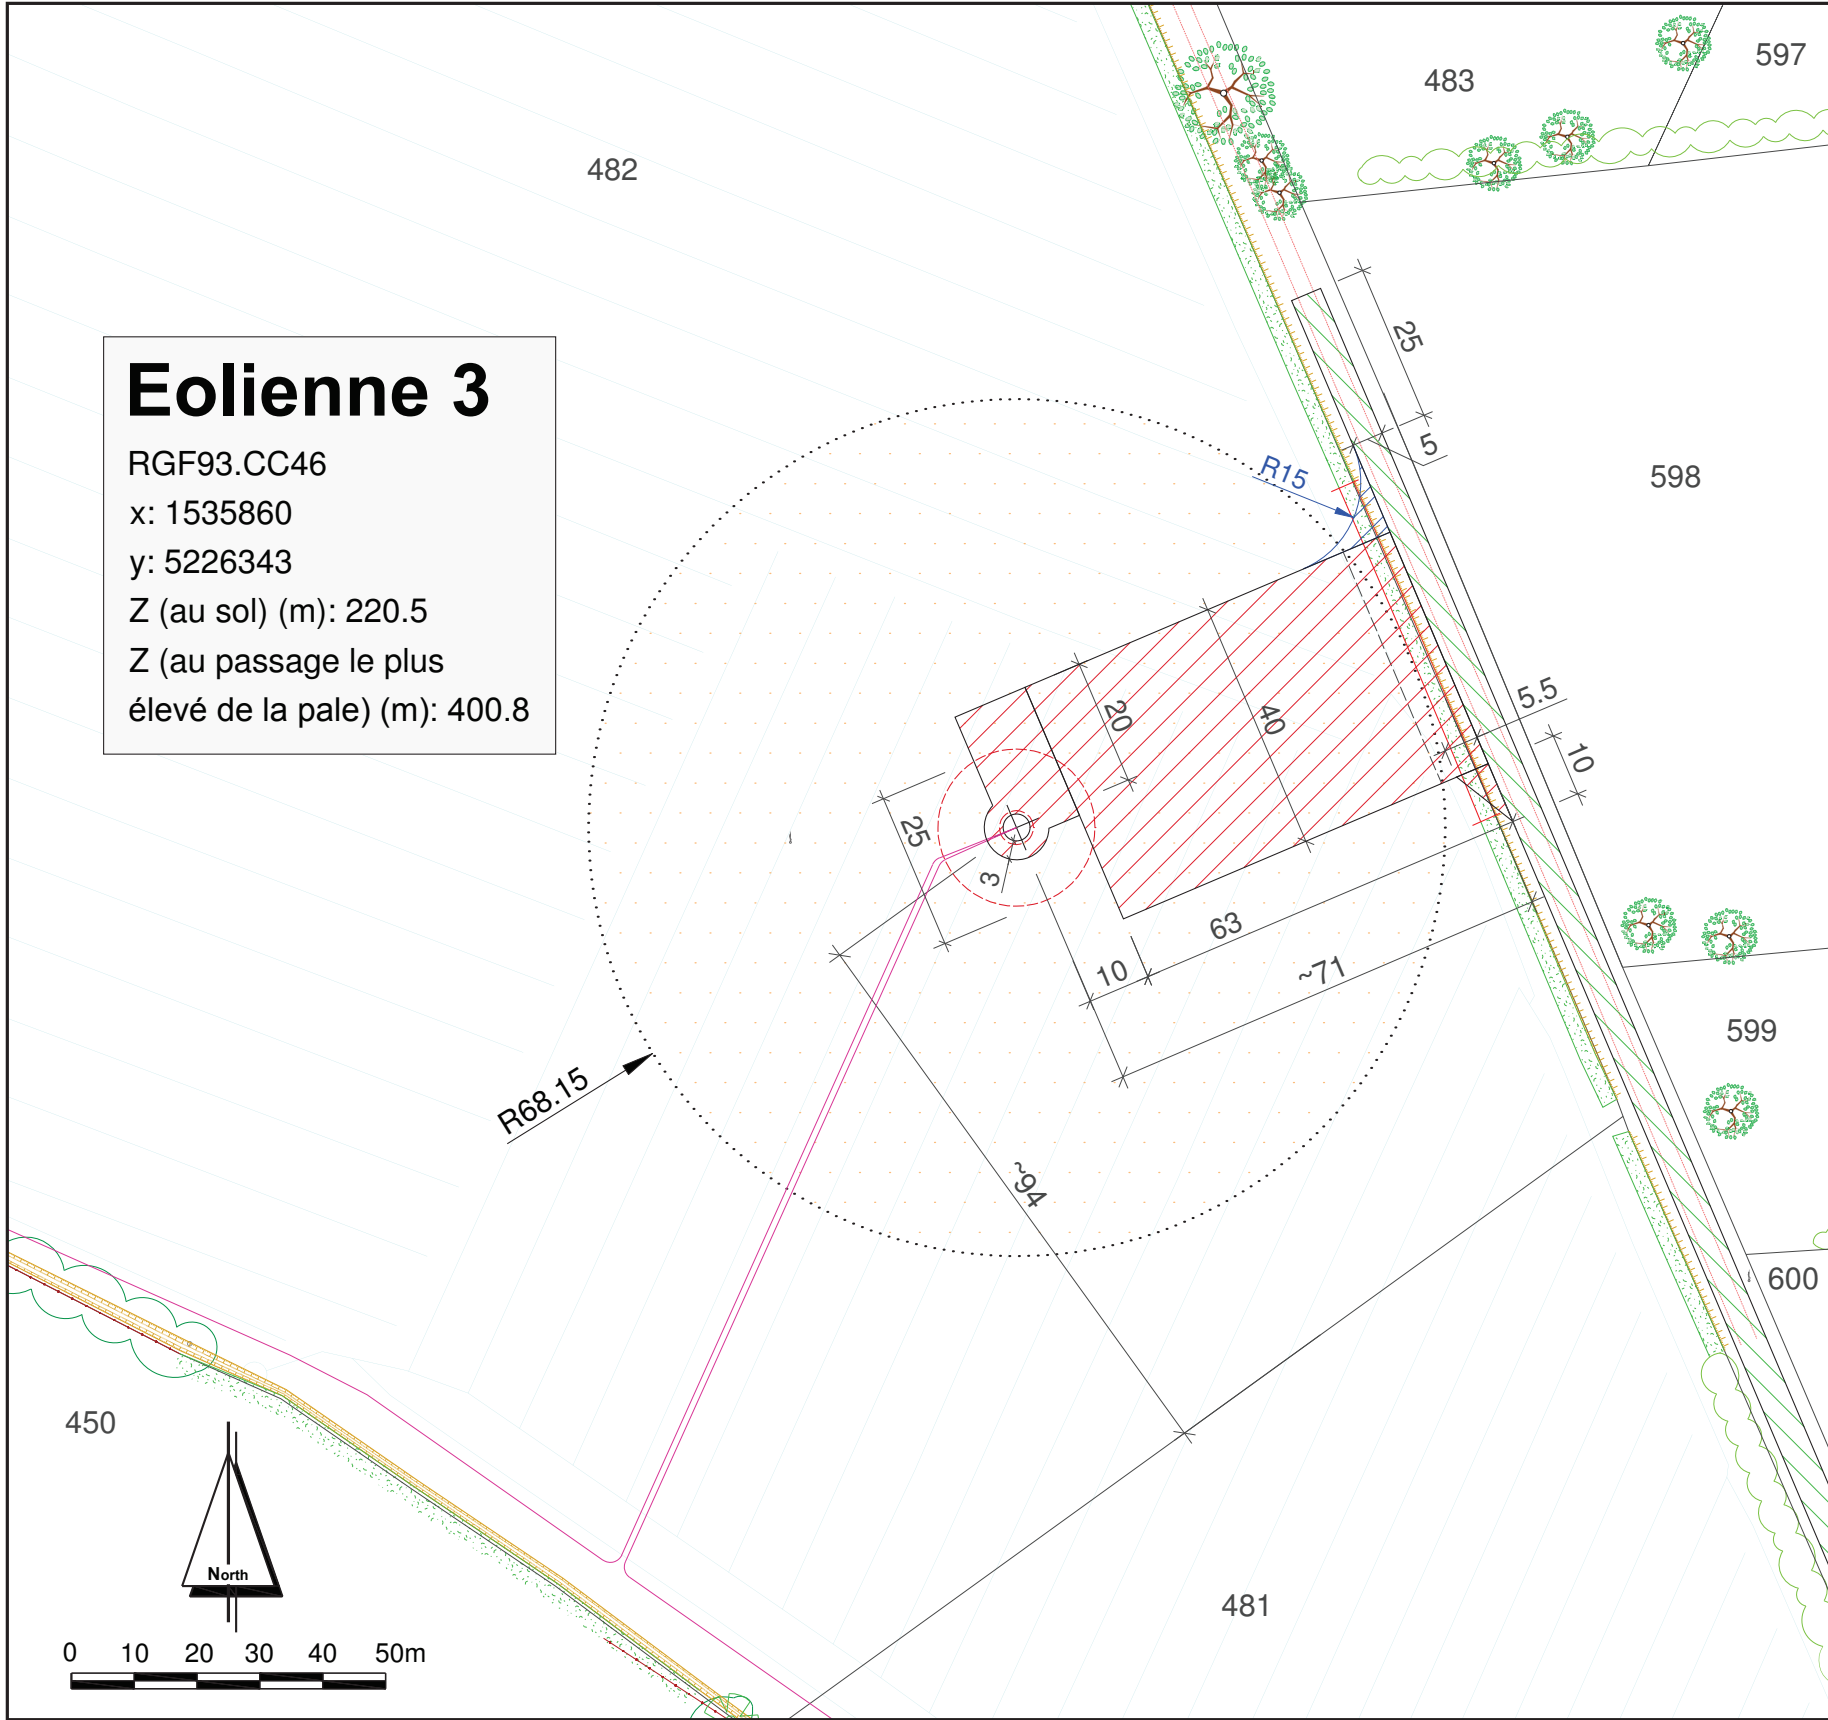 597
483
482
25
Eolienne 3
RGF93.CC46
x: 1535860
y: 5226343
Z (au sol) (m): 220.5
Z (au passage le plus
élevé de la pale) (m): 400.8
5
R15
598
5.5
20
40
10
25
3
63
10
~71
599
R68.15
~94
600
450
North
481
0 10 20 30 40 50m